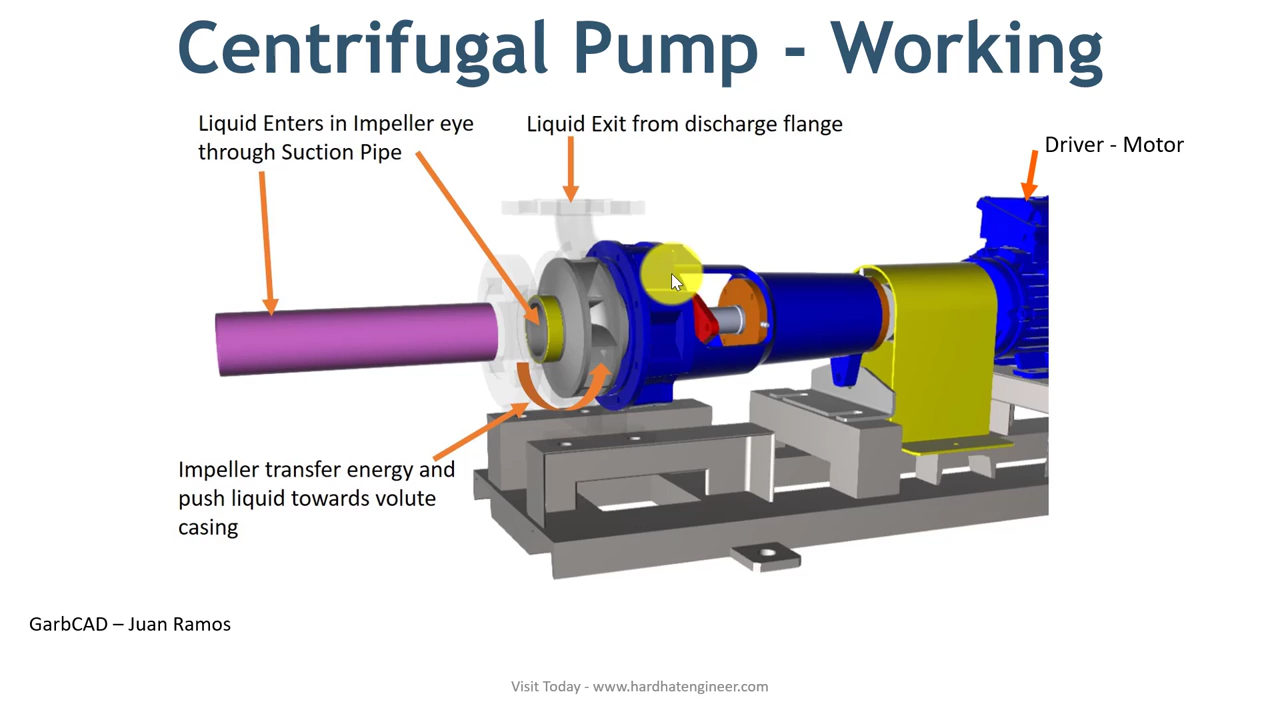 Centrifugal Pump - Working
Liquid Enters in Impeller eye
through Suction Pipe
Liquid Exit from discharge flange
Driver - Motor
Impeller transfer energy and
push liquid towards volute
casing
GarbCAD – Juan Ramos
Visit Today - www.hardhatengineer.com